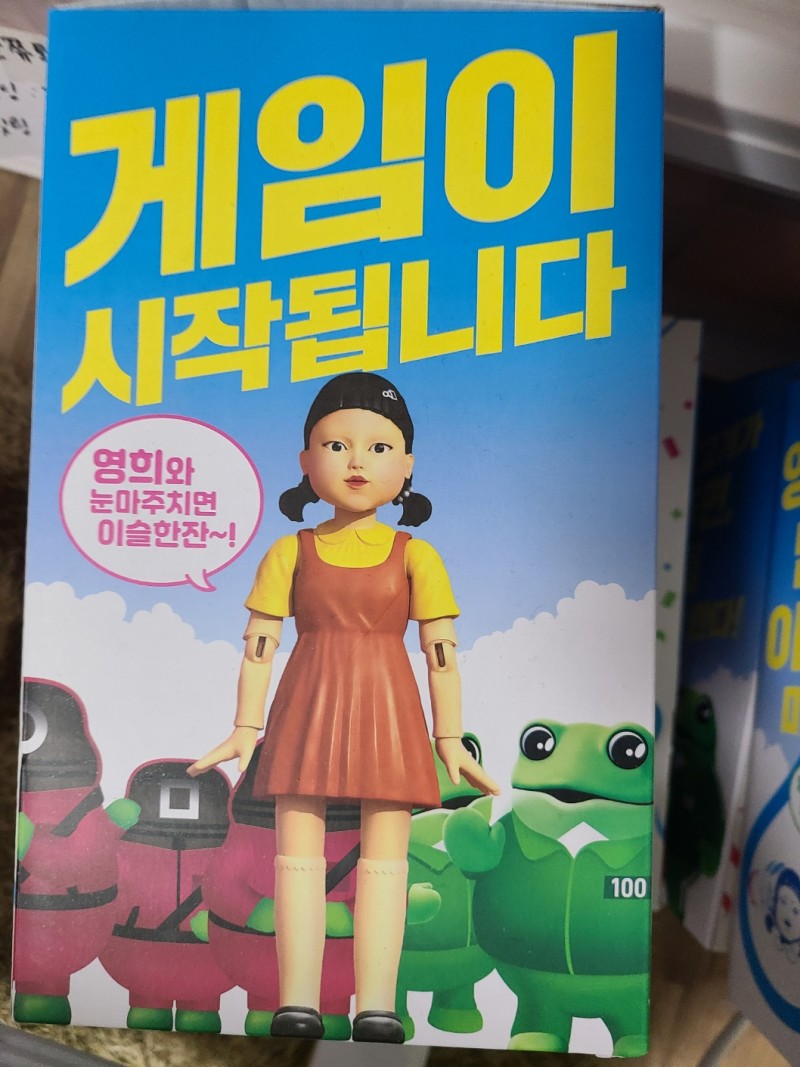 게임이
시작됩니다
영희와
눈마주치면
이슬한잔~!
100